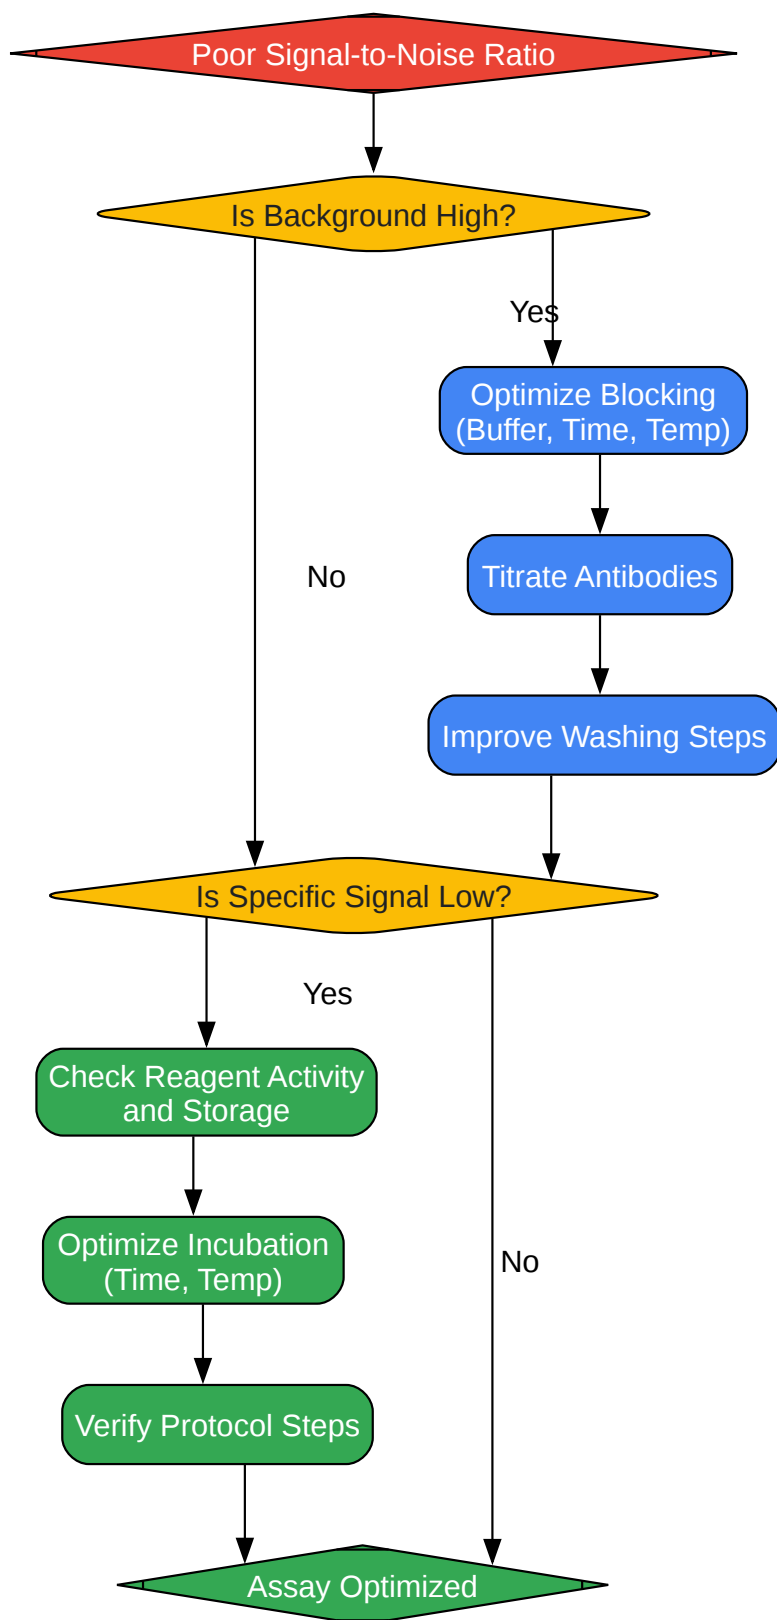 Poor Signal-to-Noise Ratio
Is Background High?
Yes
Optimize Blocking
(Buffer, Time, Temp)
No
Titrate Antibodies
Improve Washing Steps
Is Specific Signal Low?
Yes
Check Reagent Activity
and Storage
Optimize Incubation
(Time, Temp)
No
Verify Protocol Steps
Assay Optimized